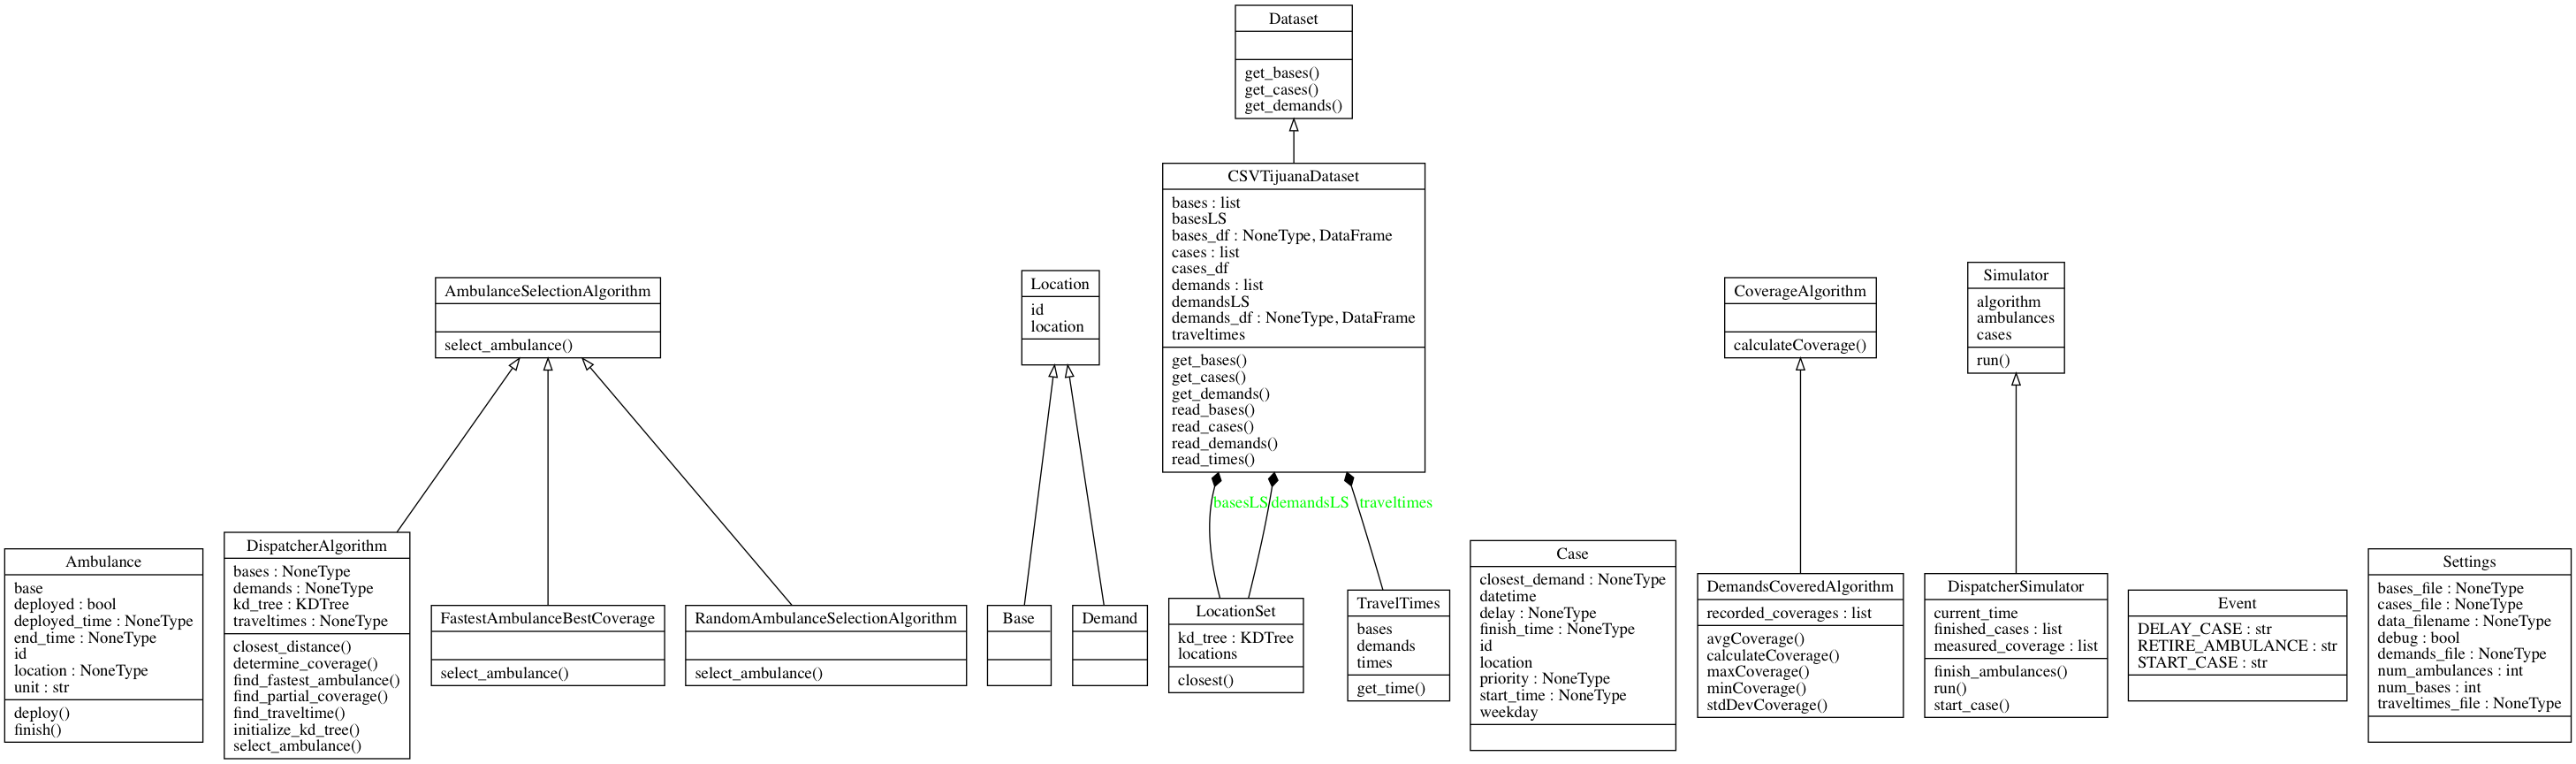 Dataset
get_bases()
get_cases()
get_demands()
CSVTijuanaDataset
bases : list
basesLS
bases_df : NoneType, DataFrame
cases : list
cases_df
demands : list
demandsLS
demands_df : NoneType, DataFrame
traveltimes
get_bases()
get_cases()
get_demands()
read_bases()
read_cases()
read_demands()
read_times()
AmbulanceSelectionAlgorithm
select_ambulance()
Location
id
location
CoverageAlgorithm
calculateCoverage()
Simulator
algorithm
ambulances
cases
run()
basesLS
demandsLS
traveltimes
Ambulance
base
deployed : bool
deployed_time : NoneType
end_time : NoneType
id
location : NoneType
unit : str
deploy()
finish()
DispatcherAlgorithm
bases : NoneType
demands : NoneType
kd_tree : KDTree
traveltimes : NoneType
closest_distance()
determine_coverage()
find_fastest_ambulance()
find_partial_coverage()
find_traveltime()
initialize_kd_tree()
select_ambulance()
FastestAmbulanceBestCoverage
select_ambulance()
RandomAmbulanceSelectionAlgorithm
select_ambulance()
Base
Demand
LocationSet
kd_tree : KDTree
locations
closest()
TravelTimes
bases
demands
times
get_time()
Case
closest_demand : NoneType
datetime
delay : NoneType
finish_time : NoneType
id
location
priority : NoneType
start_time : NoneType
weekday
DemandsCoveredAlgorithm
recorded_coverages : list
avgCoverage()
calculateCoverage()
maxCoverage()
minCoverage()
stdDevCoverage()
DispatcherSimulator
current_time
finished_cases : list
measured_coverage : list
finish_ambulances()
run()
start_case()
Event
DELAY_CASE : str
RETIRE_AMBULANCE : str
START_CASE : str
Settings
bases_file : NoneType
cases_file : NoneType
data_filename : NoneType
debug : bool
demands_file : NoneType
num_ambulances : int
num_bases : int
traveltimes_file : NoneType